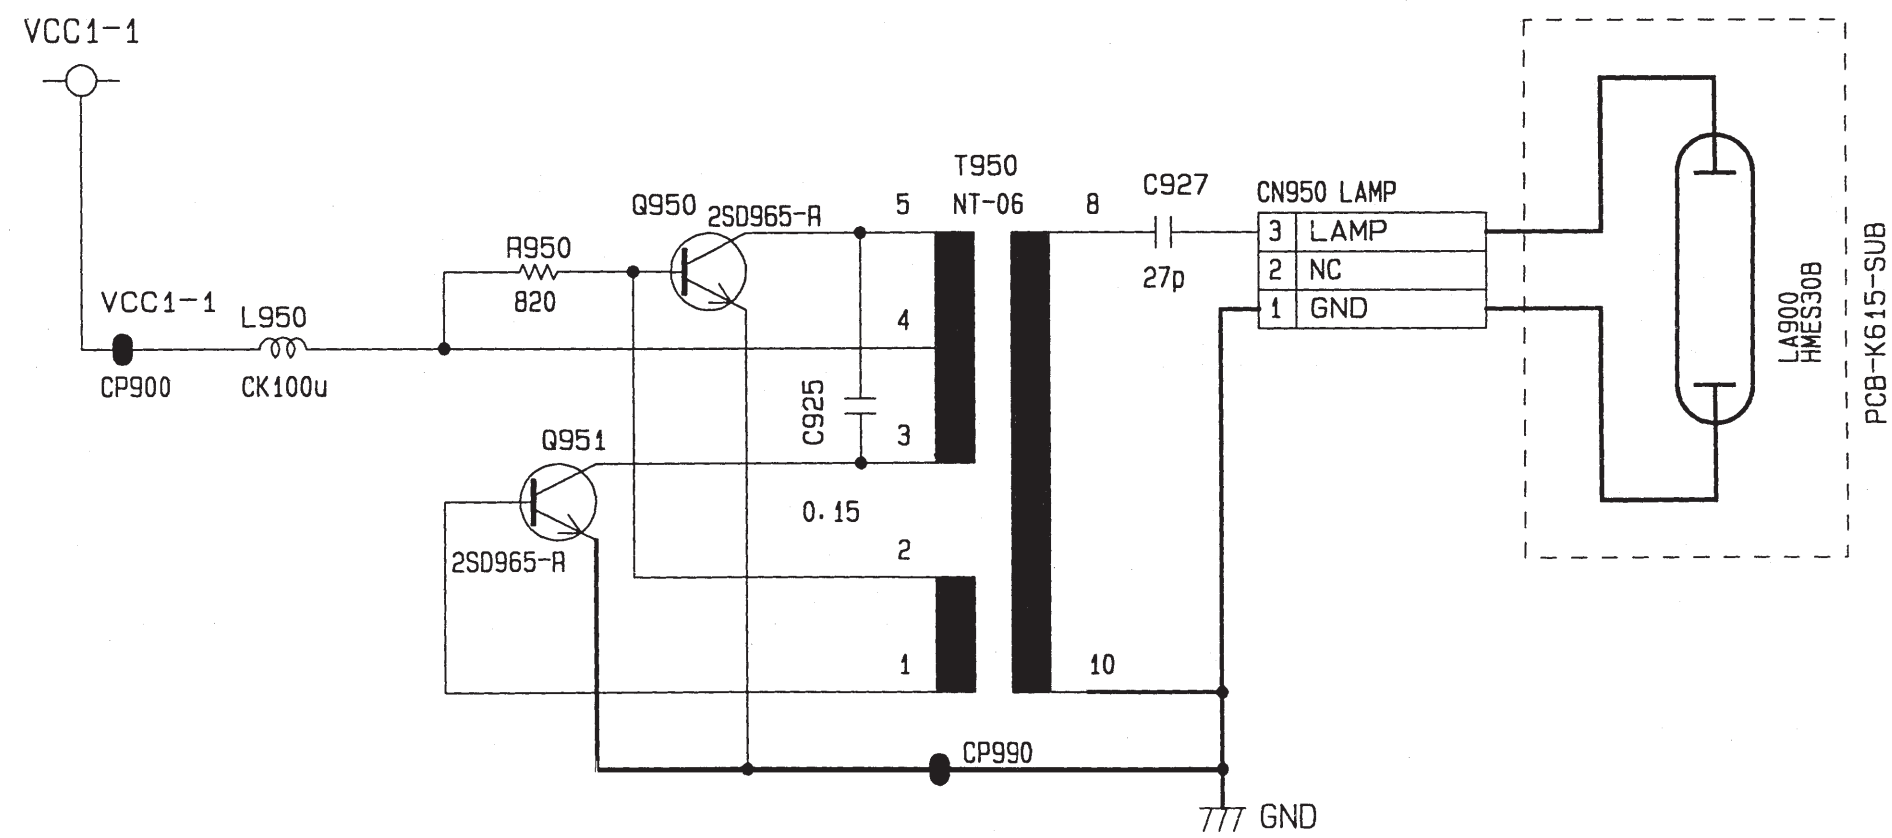 VCC1-1
T950
NT-06
C927
27p
CN950 LAMP
3 LAMP
2 NC
1 GND
Q950
2SD965-R
5
8
R950
820
VCC1-1
L950
CP900
CK100u
4
C925
3
Q951
2SD965-R
0.15
2
1
10
CP990
GND
LA900
HMES30B
PCB-K615-SUB